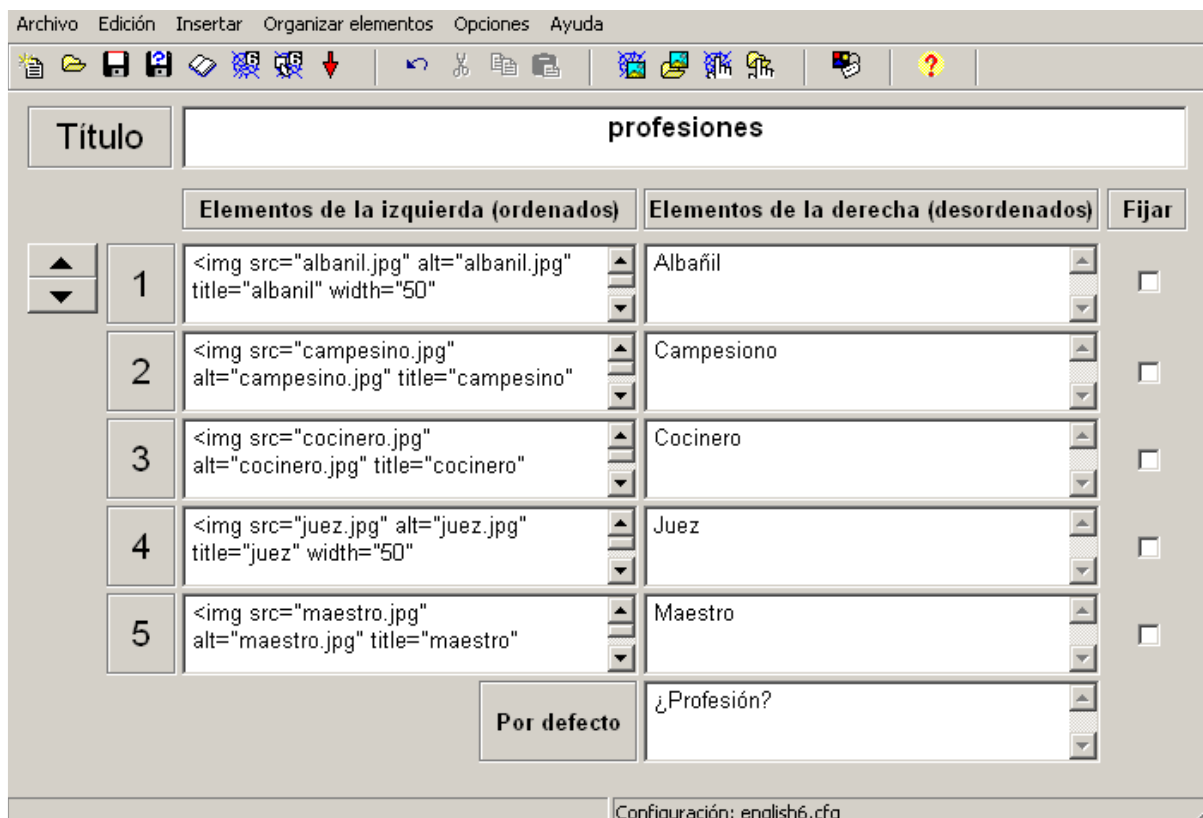 Archivo Edición Insertar Organizar elementos Opciones Ayuda
Título
profesiones
Elementos de la izquierda (ordenados) Elementos de la derecha (desordenados) Fijar
1
<img src="albanil.jpg" alt="albanil.jpg"
title="albanil" width="50"
Albañil
2
<img src="campesino.jpg"
alt="campesino.jpg" title="campesino"
Campesiono
3
<img src="cocinero.jpg"
alt="cocinero.jpg" title="cocinero"
Cocinero
4
<img src="juez.jpg" alt="juez.jpg"
title="juez" width="50"
Juez
5
<img src="maestro.jpg"
alt="maestro.jpg" title="maestro"
Maestro
Por defecto
¿Profesión?
Configuración: english6.cfg